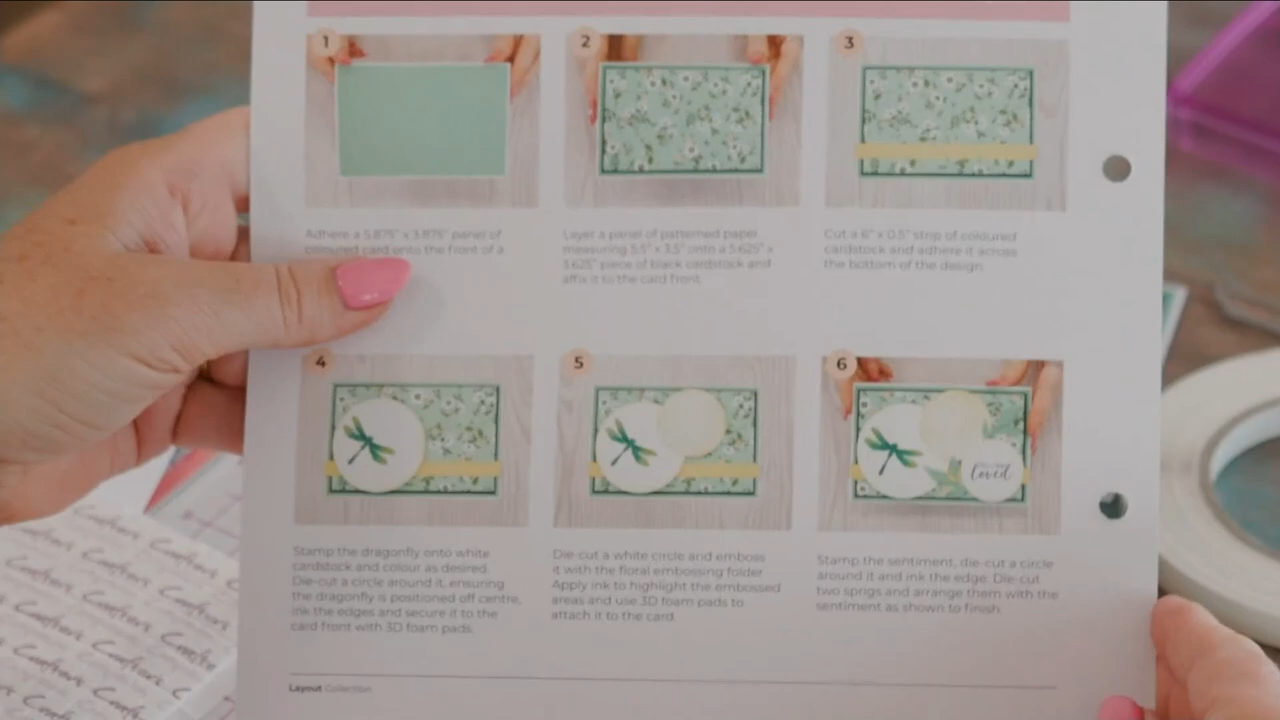 1
2
3
Adhere a 5.875" x 3.875" panel of
coloured card onto the front of a
Layer a panel of patterned paper
measuring 5.5" x 3.5" onto a 5.625" x
3.625" piece of black cardstock and
affix it to the card front.
Cut a 6" x 0.5" strip of coloured
cardstock and adhere it across
the bottom of the design.
4
5
6
loved
Stamp the dragonfly onto white
cardstock and colour as desired.
Die-cut a circle around it, ensuring
the dragonfly is positioned off centre,
ink the edges and secure it to the
card front with 3D foam pads.
Die-cut a white circle and emboss
it with the floral embossing folder.
Apply ink to highlight the embossed
areas and use 3D foam pads to
attach it to the card.
Stamp the sentiment, die-cut a circle
around it and ink the edge. Die-cut
two sprigs and arrange them with the
sentiment as shown to finish.
Layout Collection